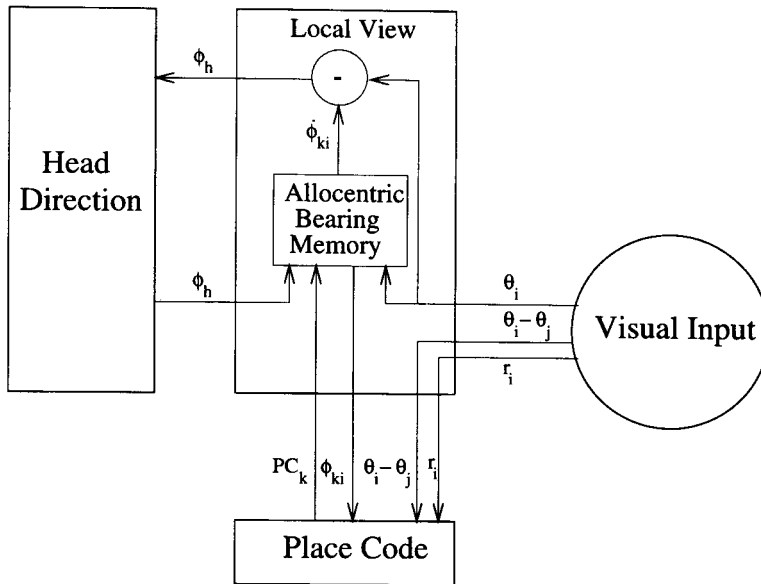 Local View
ϕh
-
ϕ̇ki
Head
Direction
Allocentric
Bearing
Memory
ϕh
θi
θi − θj
ri
Visual Input
PCk
ϕki
θi − θj
ri
Place Code